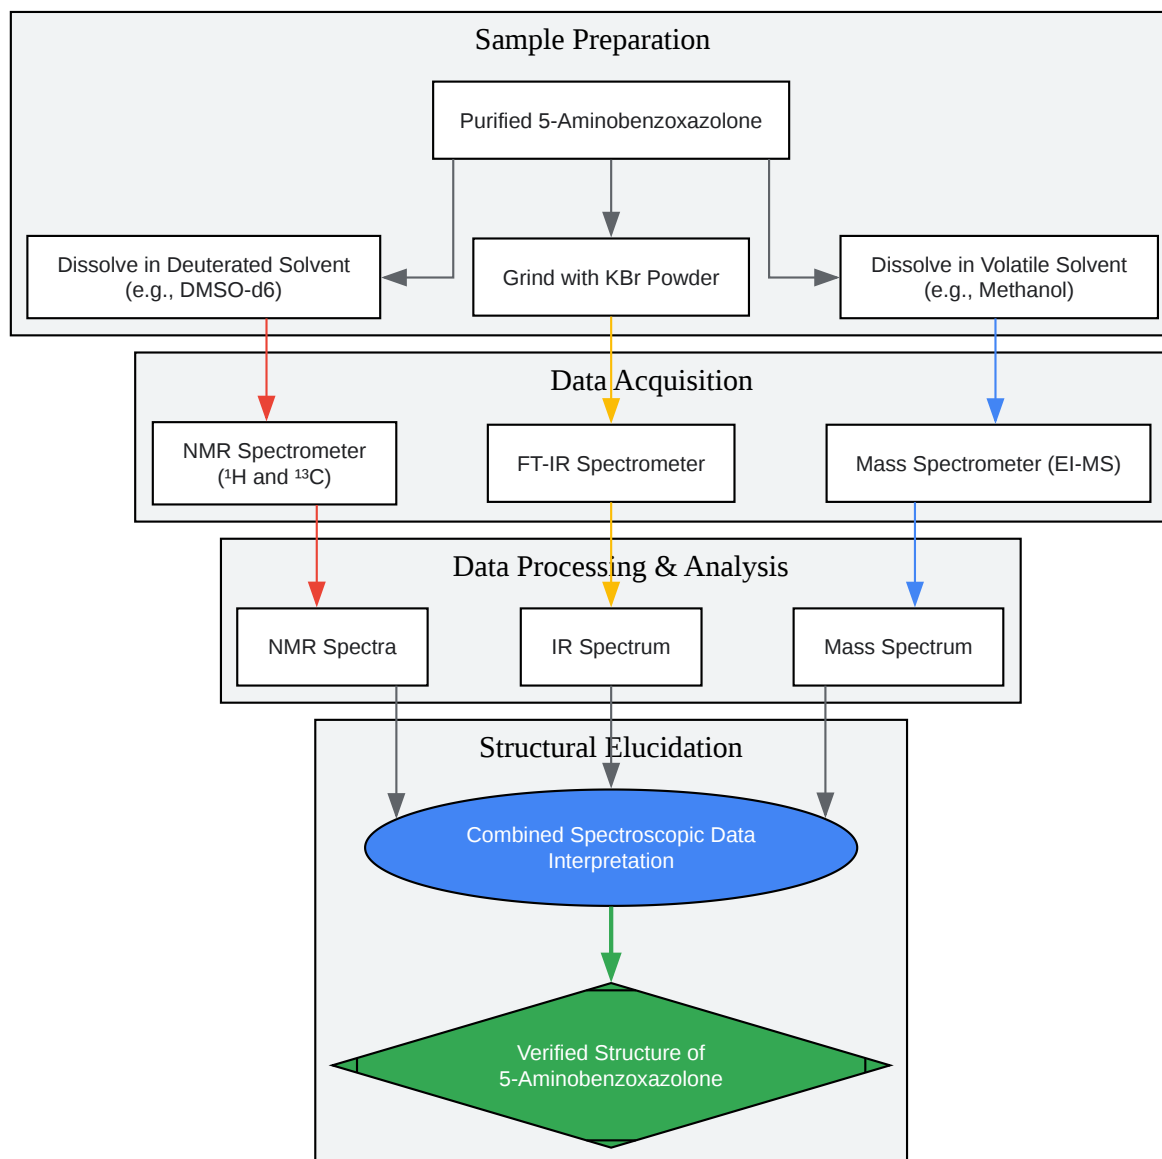 Sample Preparation
Purified 5-Aminobenzoxazolone
Dissolve in Deuterated Solvent
(e.g., DMSO-d6)
Grind with KBr Powder
Dissolve in Volatile Solvent
(e.g., Methanol)
Data Acquisition
NMR Spectrometer
(¹H and ¹³C)
FT-IR Spectrometer
Mass Spectrometer (EI-MS)
Data Processing & Analysis
NMR Spectra
IR Spectrum
Mass Spectrum
Structural Elucidation
Combined Spectroscopic Data
Interpretation
Verified Structure of
5-Aminobenzoxazolone